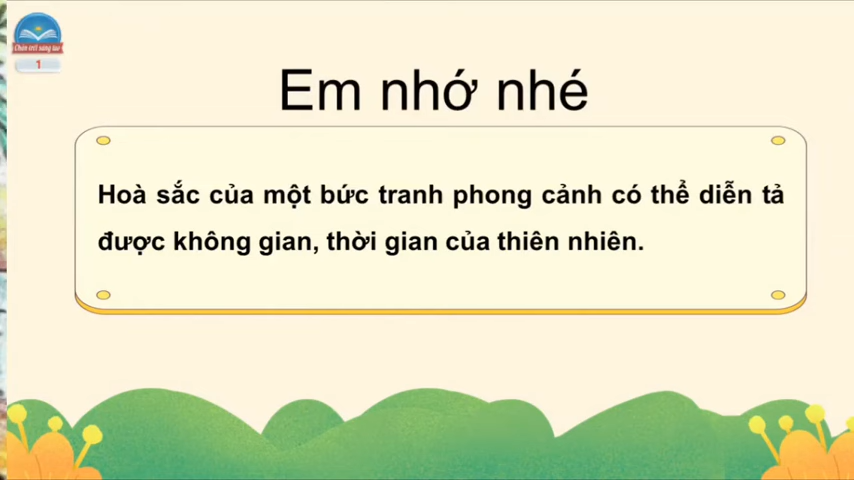 Chân trời sáng tạo
1
Em nhớ nhé
Hoà sắc của một bức tranh phong cảnh có thể diễn tả
được không gian, thời gian của thiên nhiên.